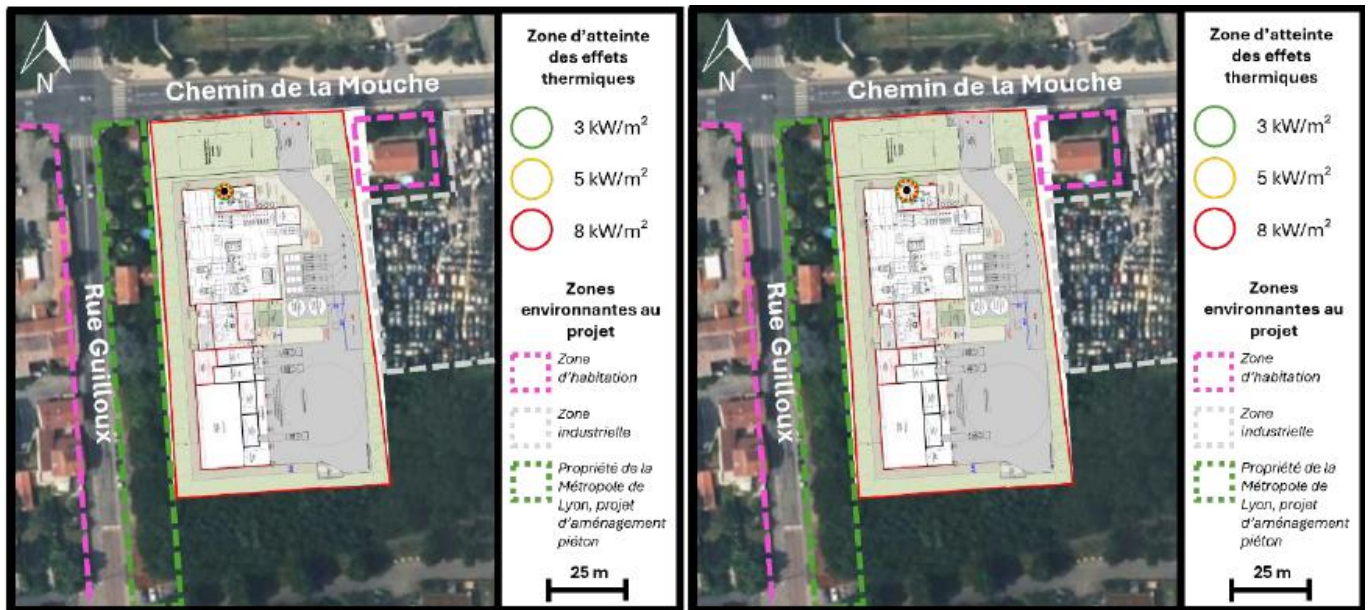 N
Chemin de la Mouche
Rue Guilloux
Zone d'atteinte
des effets
thermiques
3 kW/m²
5 kW/m²
8 kW/m²
Zones
environnantes au
projet
Zone
d'habitation
Zone
industrielle
Propriété de la
Métropole de
Lyon, projet
d'aménagement
piéton
25 m
N
Chemin de la Mouche
Rue Guilloux
Zone d'atteinte
des effets
thermiques
3 kW/m²
5 kW/m²
8 kW/m²
Zones
environnantes au
projet
Zone
d'habitation
Zone
industrielle
Propriété de la
Métropole de
Lyon, projet
d'aménagement
piéton
25 m